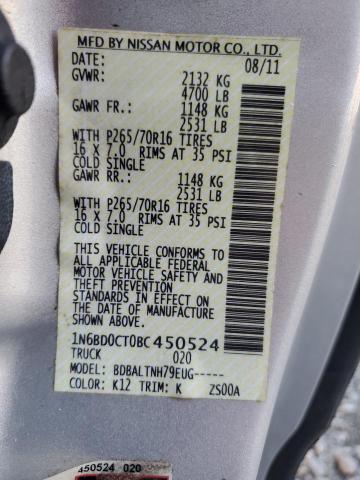 MFD BY NISSAN MOTOR CO., LTD.
DATE: 08/11
GVWR: 2132 KG
4700 LB
GAWR FR.: 1148 KG
2531 LB
WITH P265/70R16 TIRES
16 X 7.0 RIMS AT 35 PSI
COLD SINGLE
GAWR RR.: 1148 KG
2531 LB
WITH P265/70R16 TIRES
16 X 7.0 RIMS AT 35 PSI
COLD SINGLE
THIS VEHICLE CONFORMS TO
ALL APPLICABLE FEDERAL
MOTOR VEHICLE SAFETY AND
THEFT PREVENTION
STANDARDS IN EFFECT ON
THE DATE OF MANUFACTURE
SHOWN ABOVE.
1N6BD0CT0BC450524
TRUCK 020
MODEL: BDBALTNH79EUG-----
COLOR: K12 TRIM: K ZS00A
450524 020